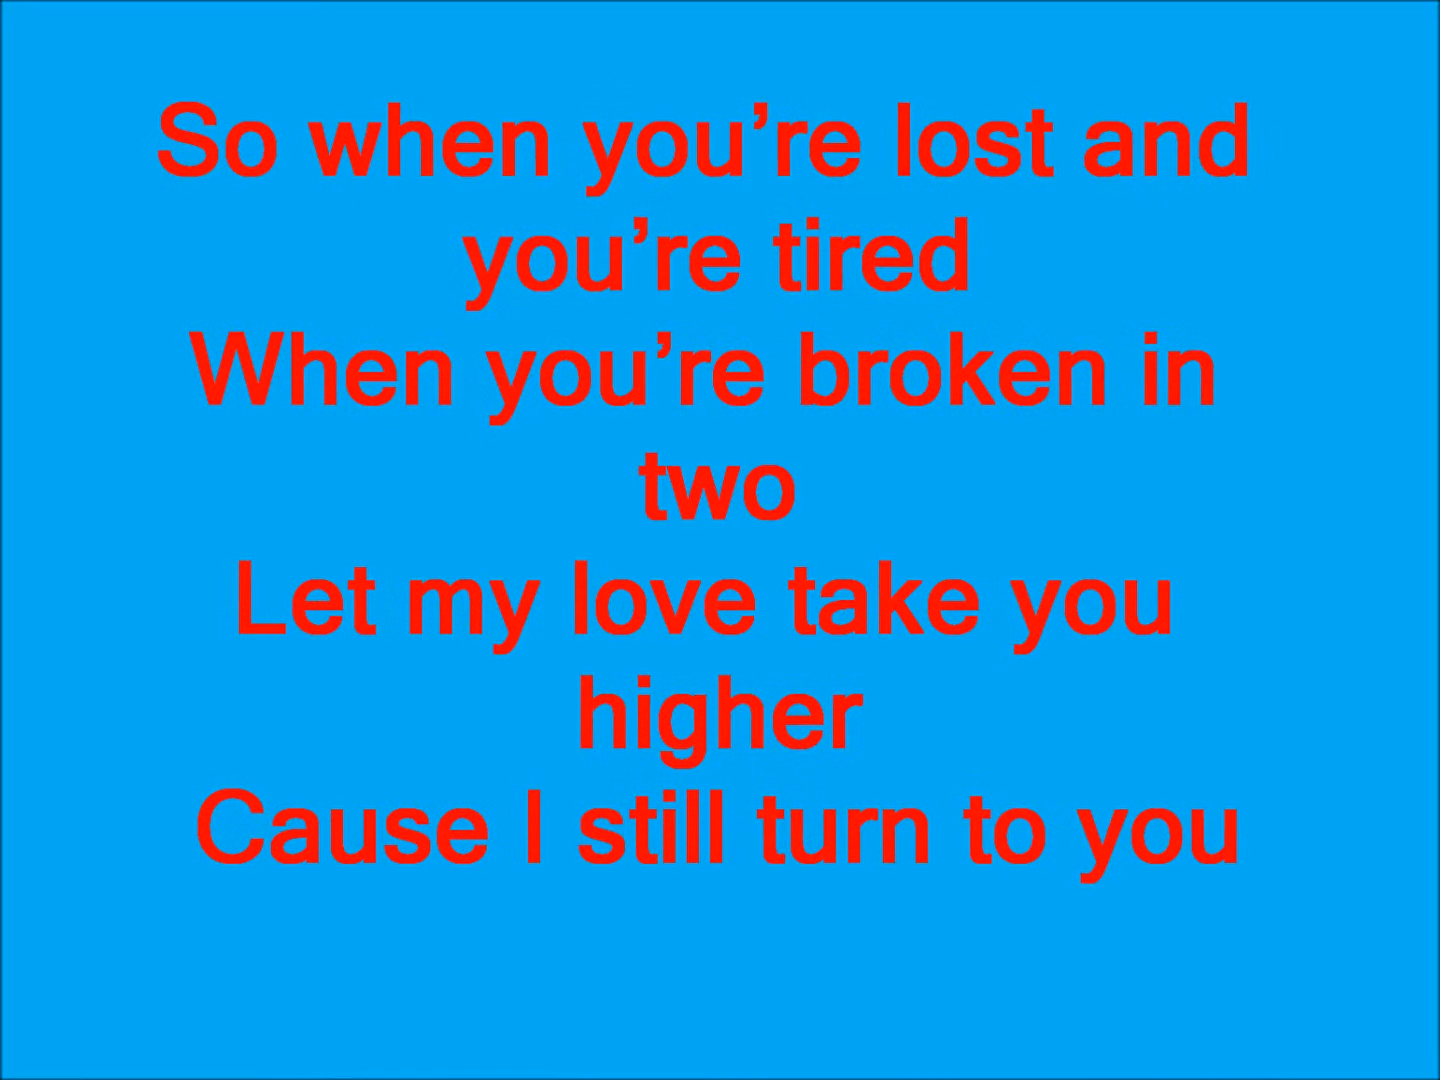 So when you’re lost and
you’re tired
When you’re broken in
two
Let my love take you
higher
Cause I still turn to you